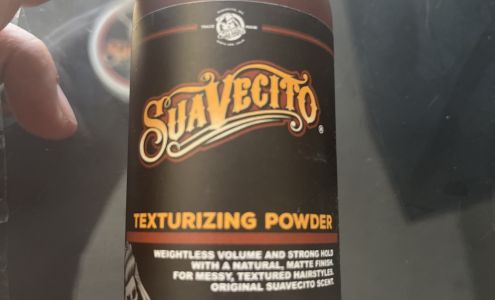 SUAVECITO®
TEXTURIZING POWDER
WEIGHTLESS VOLUME AND STRONG HOLD
WITH A NATURAL, MATTE FINISH.
FOR MESSY, TEXTURED HAIRSTYLES.
ORIGINAL SUAVECITO SCENT.